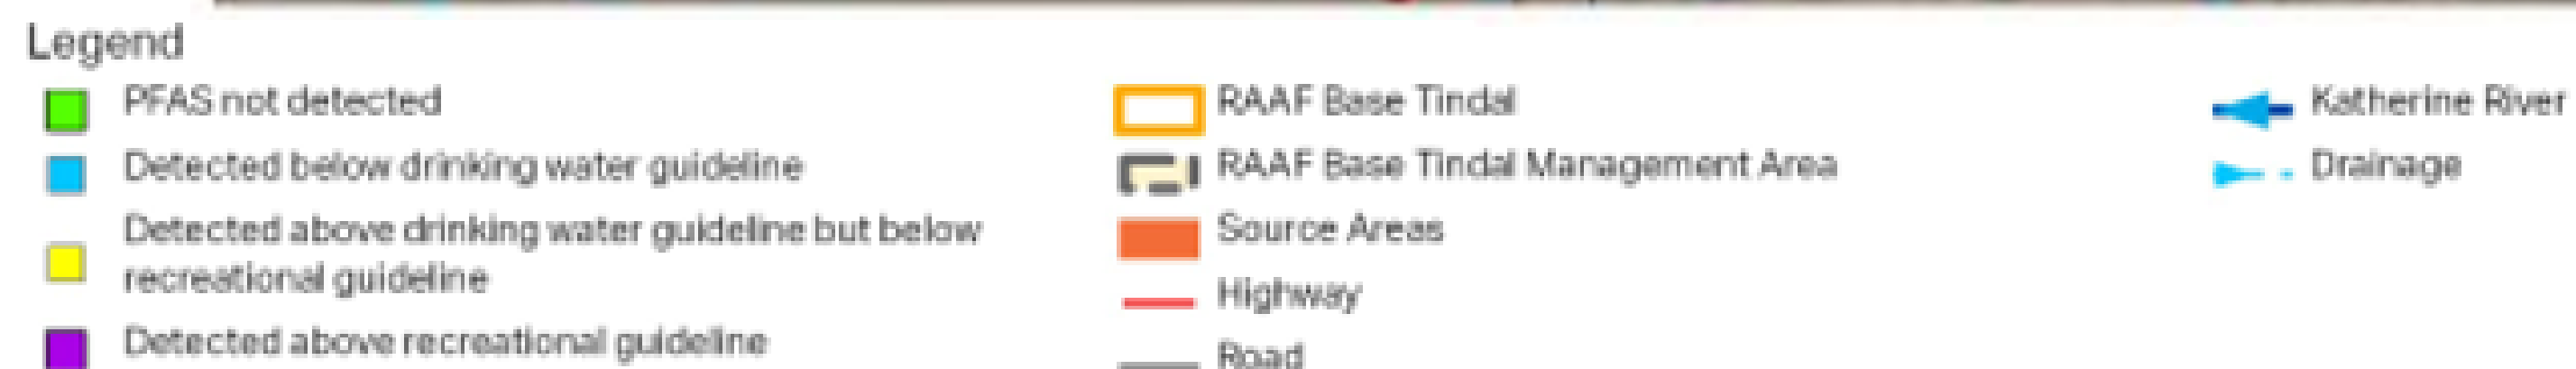 Legend
PFAS not detected
Detected below drinking water guideline
Detected above drinking water guideline but below
recreational guideline
Detected above recreational guideline
RAAF Base Tindal
RAAF Base Tindal Management Area
Source Areas
Highway
Road
Katherine River
Drainage